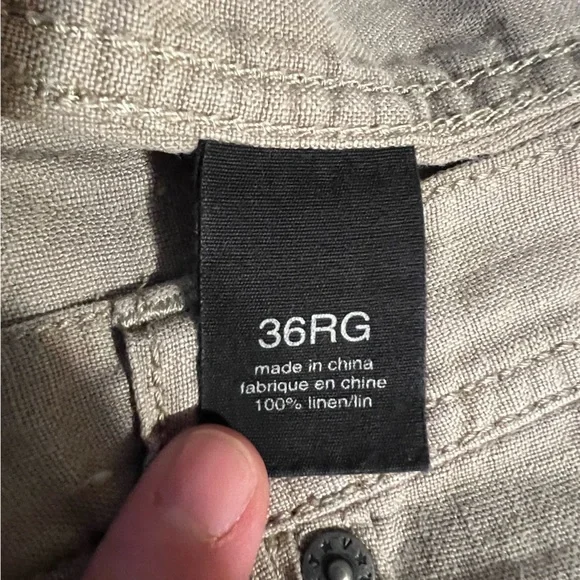 36RG
made in china
fabrique en chine
100% linen/lin